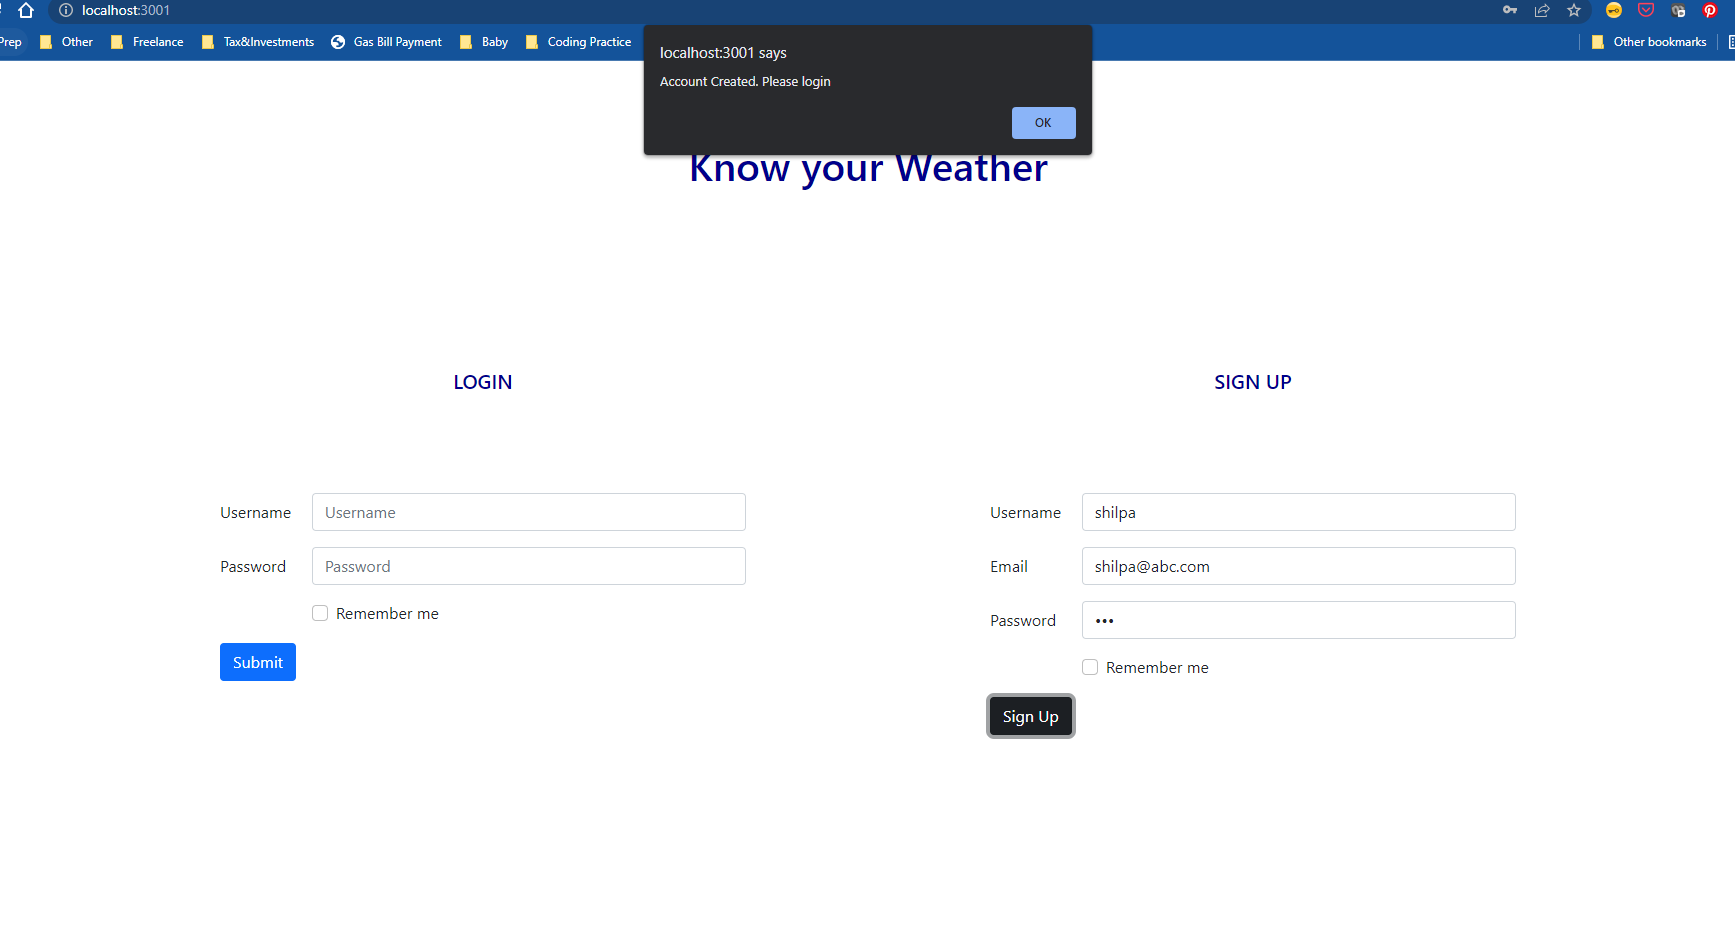 localhost:3001
Prep Other Freelance Tax&Investments Gas Bill Payment Baby Coding Practice Other bookmarks
localhost:3001 says
Account Created. Please login
OK
Know your Weather
LOGIN
Username Username
Password Password
Remember me
Submit
SIGN UP
Username shilpa
Email shilpa@abc.com
Password •••
Remember me
Sign Up